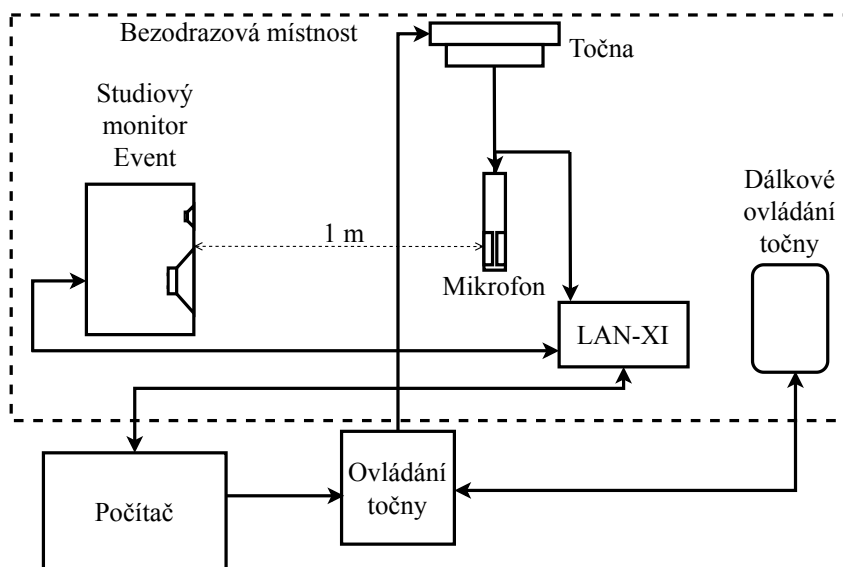 Bezodrazová místnost
Točna
Studiový
monitor
Event
Dálkové
ovládání
točny
1 m
Mikrofon
LAN-XI
Ovládání
točny
Počítač